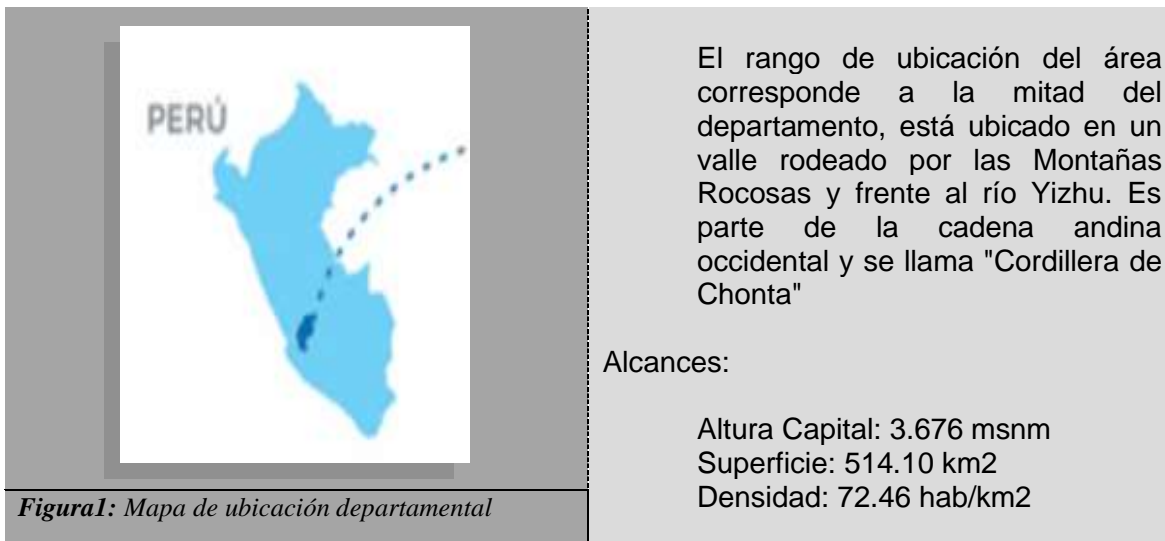 PERÚ
Figura1: Mapa de ubicación departamental
El rango de ubicación del área
corresponde a la mitad del
departamento, está ubicado en un
valle rodeado por las Montañas
Rocosas y frente al río Yizhu. Es
parte de la cadena andina
occidental y se llama "Cordillera de
Chonta"
Alcances:
Altura Capital: 3.676 msnm
Superficie: 514.10 km2
Densidad: 72.46 hab/km2